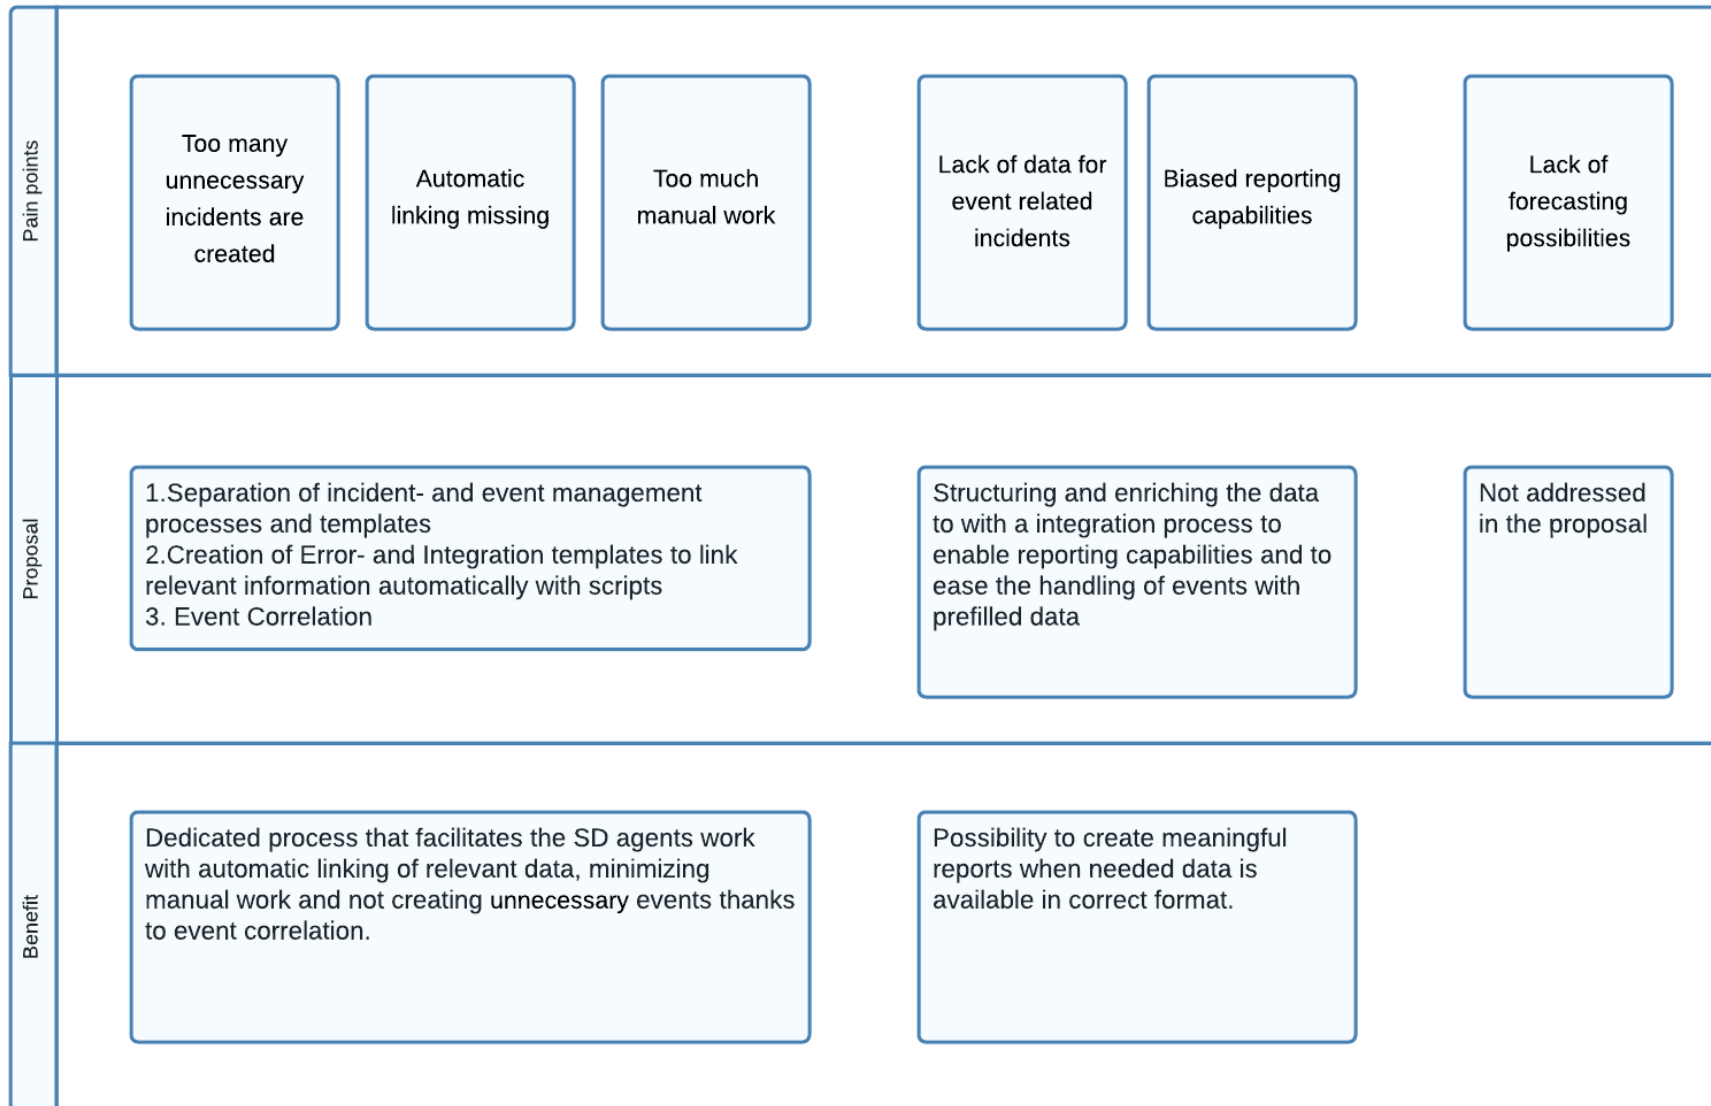 Pain points
Too many
unnecessary
incidents are
created
Automatic
linking missing
Too much
manual work
Lack of data for
event related
incidents
Biased reporting
capabilities
Lack of
forecasting
possibilities
Proposal
1.Separation of incident- and event management
processes and templates
2.Creation of Error- and Integration templates to link
relevant information automatically with scripts
3. Event Correlation
Structuring and enriching the data
to with a integration process to
enable reporting capabilities and to
ease the handling of events with
prefilled data
Not addressed
in the proposal
Benefit
Dedicated process that facilitates the SD agents work
with automatic linking of relevant data, minimizing
manual work and not creating unnecessary events thanks
to event correlation.
Possibility to create meaningful
reports when needed data is
available in correct format.